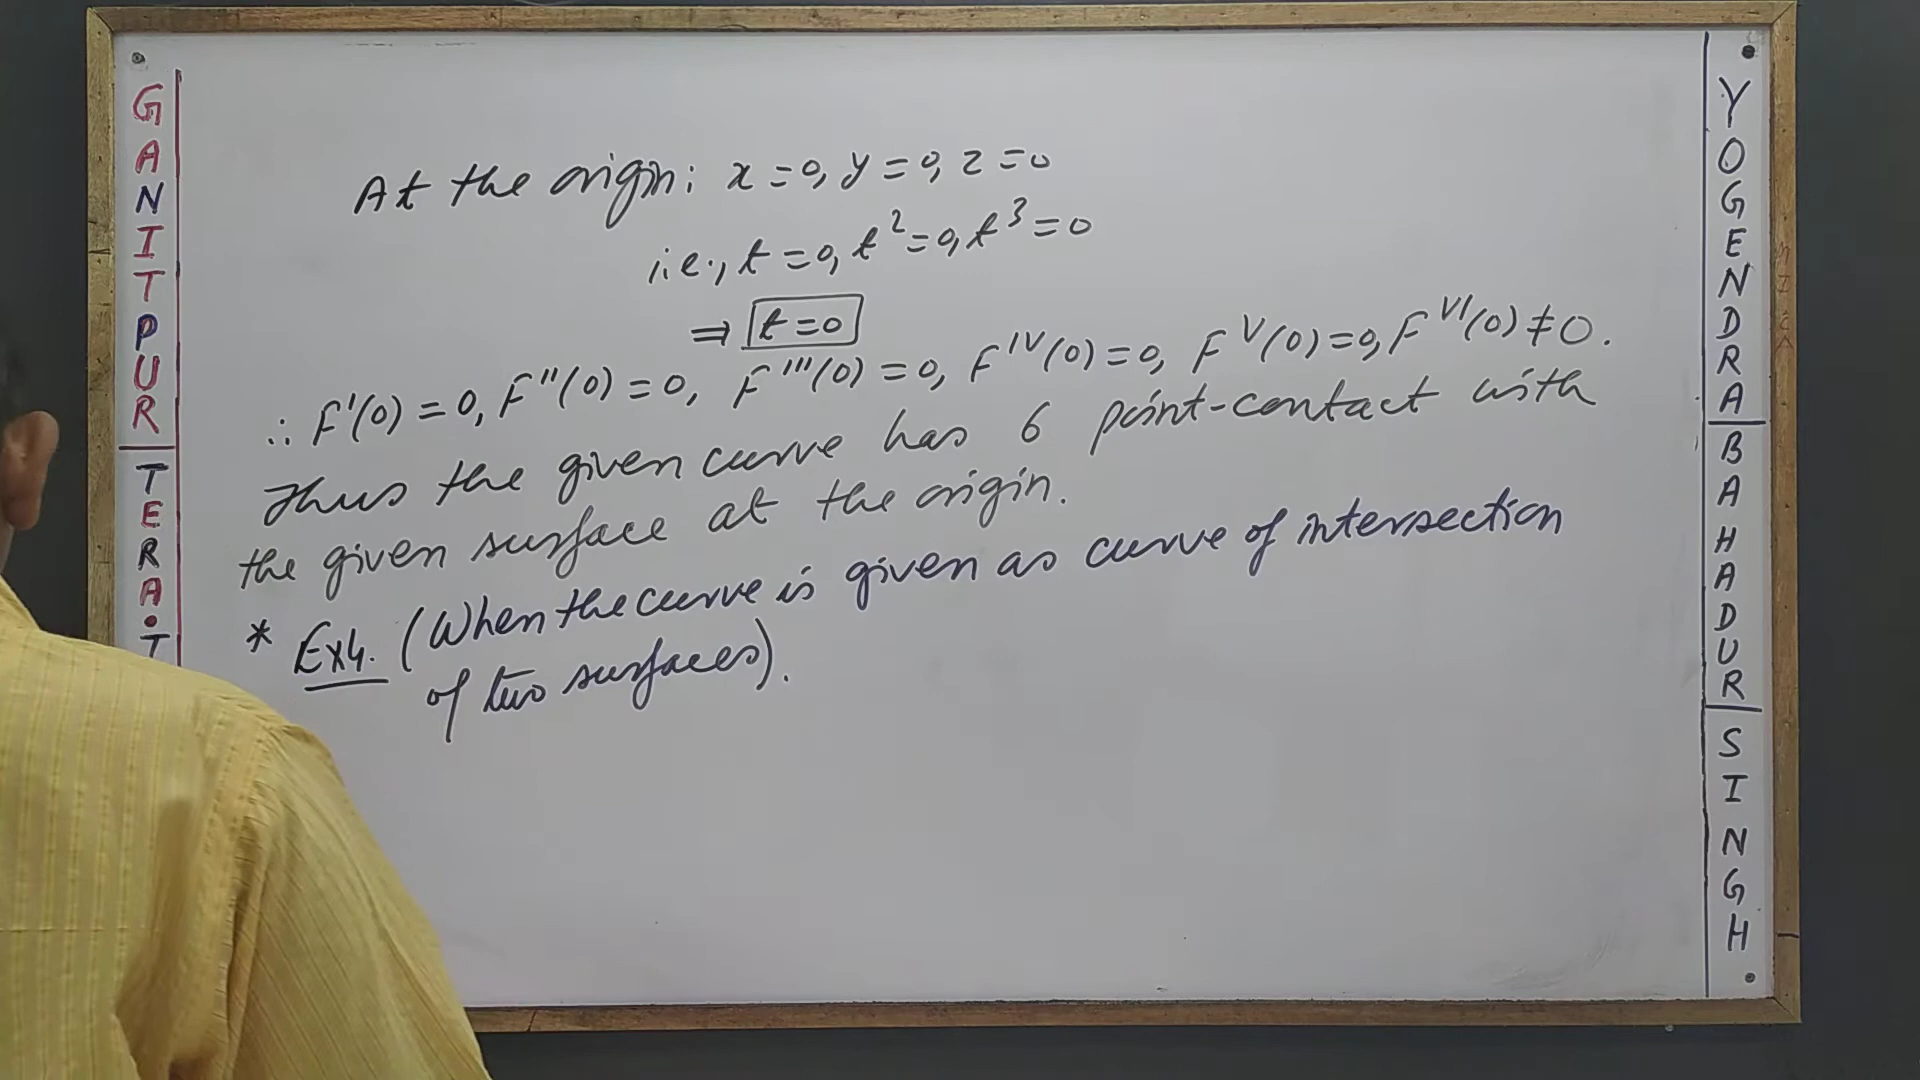 GANITPUR TERA.T
At the origin: x=0, y=0, z=0
i.e., t=0, t²=0, t³=0
⇒ t=0
∴ F'(0)=0, F''(0)=0, F'''(0)=0, F^IV(0)=0, F^V(0)=0, F^VI(0)≠0.
Thus the given curve has 6 point-contact with
the given surface at the origin.
* Ex4. (When the curve is given as curve of intersection
of two surfaces).
YOGENDRA BAHADUR SINGH